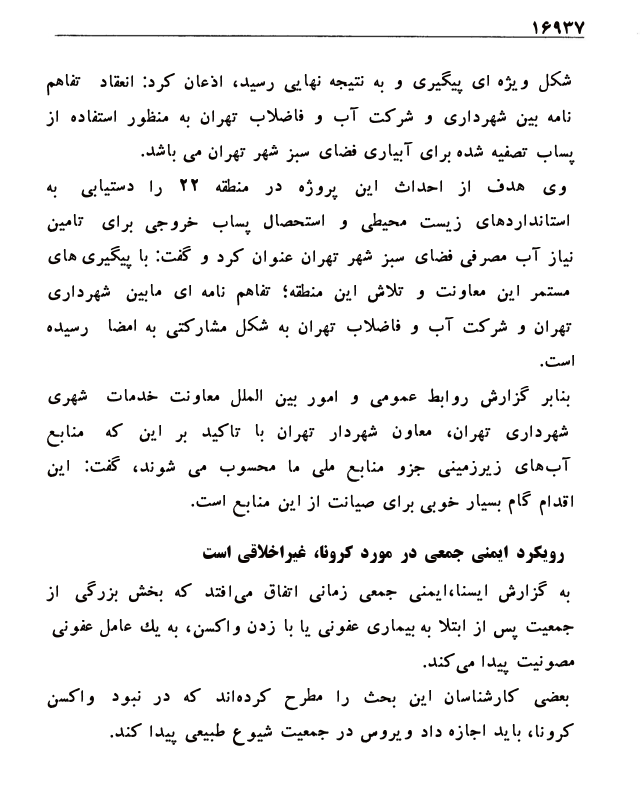 ۱۶۹۳۷
شکل ویژه ای پیگیری و به نتیجه نهایی رسید، اذعان کرد: انعقاد تفاهم
نامه بین شهرداری و شرکت آب و فاضلاب تهران به منظور استفاده از
پساب تصفیه شده برای آبیاری فضای سبز شهر تهران می باشد.
وی هدف از احداث این پروژه در منطقه ۲۲ را دستیابی به
استانداردهای زیست محیطی و استحصال پساب خروجی برای تامین
نیاز آب مصرفی فضای سبز شهر تهران عنوان کرد و گفت: با پیگیری های
مستمر این معاونت و تلاش این منطقه؛ تفاهم نامه ای مابین شهرداری
تهران و شرکت آب و فاضلاب تهران به شکل مشارکتی به امضا رسیده
است.
بنابر گزارش روابط عمومی و امور بین الملل معاونت خدمات شهری
شهرداری تهران، معاون شهردار تهران با تاکید بر این که منابع
آب‌های زیرزمینی جزو منابع ملی ما محسوب می شوند، گفت: این
اقدام گام بسیار خوبی برای صیانت از این منابع است.
رویکرد ایمنی جمعی در مورد کرونا، غیراخلاقی است
به گزارش ایسنا،ایمنی جمعی زمانی اتفاق می‌افتد که بخش بزرگی از
جمعیت پس از ابتلا به بیماری عفونی یا با زدن واکسن، به یك عامل عفونی
مصونیت پیدا می‌کند.
بعضی کارشناسان این بحث را مطرح کرده‌اند که در نبود واکسن
کرونا، باید اجازه داد ویروس در جمعیت شیوع طبیعی پیدا کند.